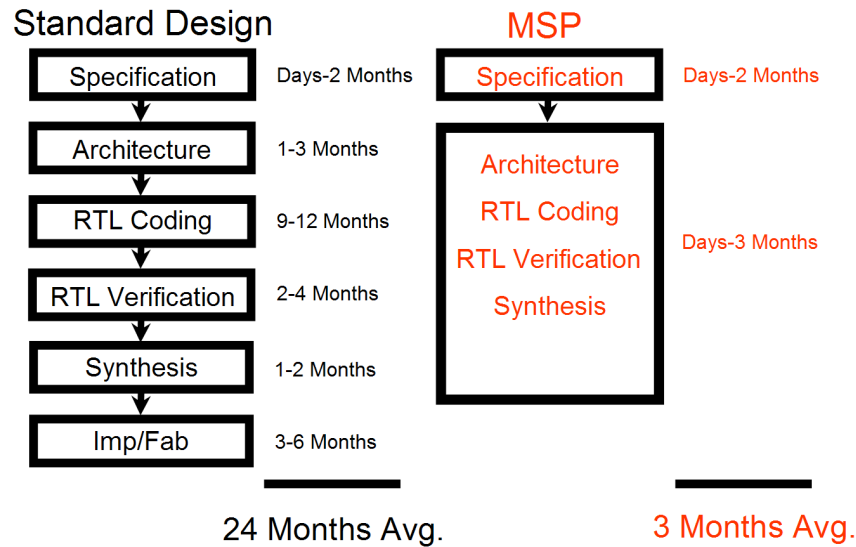 Standard Design
Specification
Days-2 Months
Architecture
1-3 Months
RTL Coding
9-12 Months
RTL Verification
2-4 Months
Synthesis
1-2 Months
Imp/Fab
3-6 Months
24 Months Avg.
MSP
Specification
Days-2 Months
Architecture
RTL Coding
RTL Verification
Synthesis
Days-3 Months
3 Months Avg.